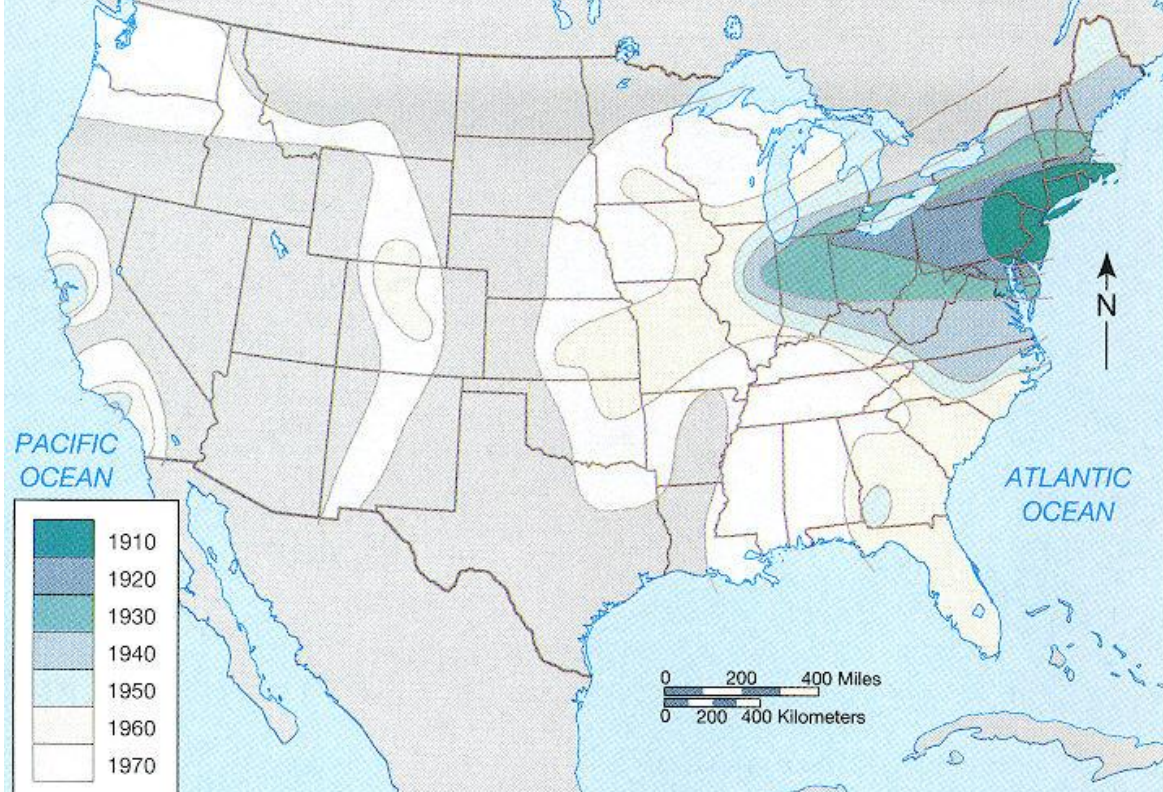 N
PACIFIC
OCEAN
ATLANTIC
OCEAN
1910
1920
1930
1940
1950
1960
1970
0 200 400 Miles
0 200 400 Kilometers